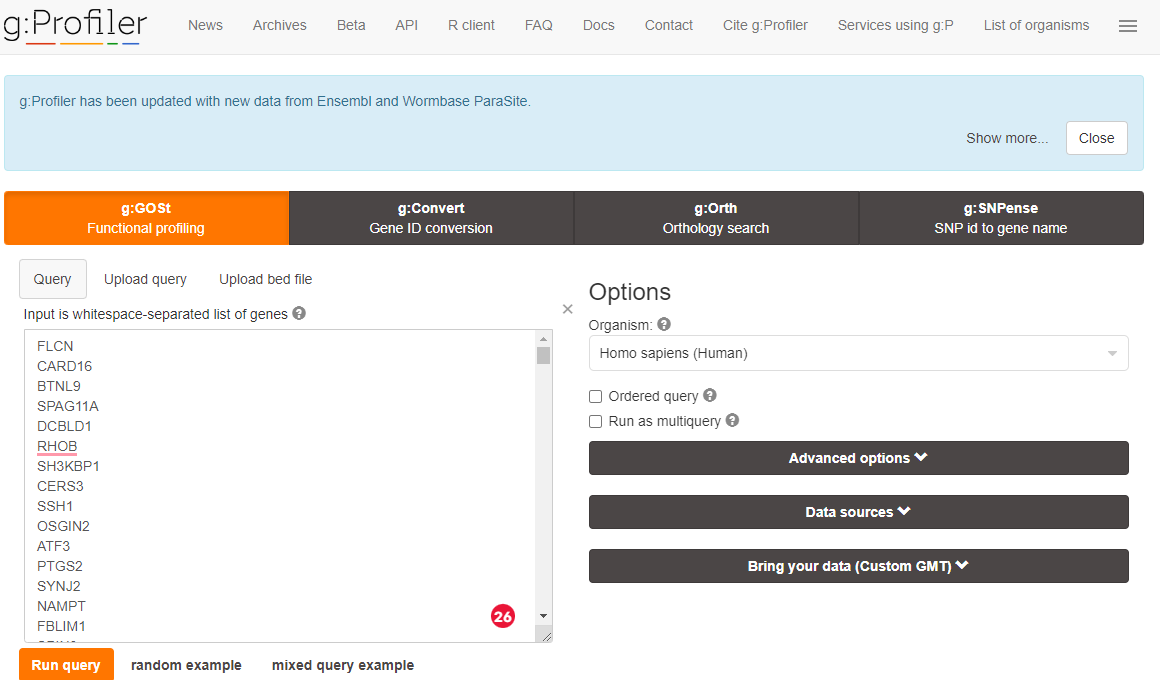 g:Profiler
News Archives Beta API R client FAQ Docs Contact Cite g:Profiler Services using g:P List of organisms
g:Profiler has been updated with new data from Ensembl and Wormbase ParaSite.
Show more... Close
g:GOSt
Functional profiling
g:Convert
Gene ID conversion
g:Orth
Orthology search
g:SNPense
SNP id to gene name
Query Upload query Upload bed file
Input is whitespace-separated list of genes ?
FLCN
CARD16
BTNL9
SPAG11A
DCBLD1
RHOB
SH3KBP1
CERS3
SSH1
OSGIN2
ATF3
PTGS2
SYNJ2
NAMPT
FBLIM1
26
Run query random example mixed query example
Options
Organism: ?
Homo sapiens (Human)
Ordered query ?
Run as multiquery ?
Advanced options
Data sources
Bring your data (Custom GMT)